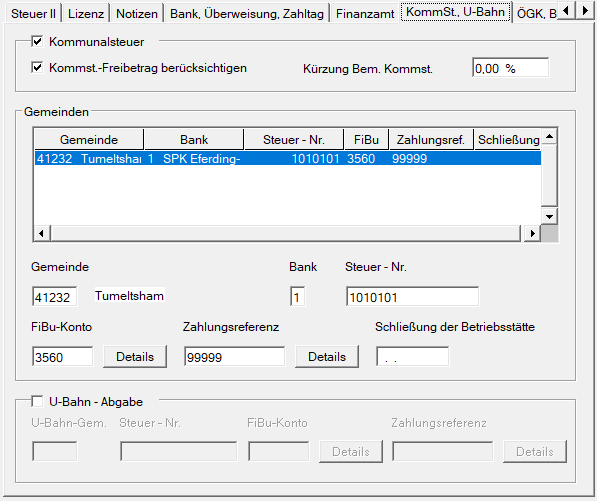 Steuer II Lizenz Notizen Bank, Überweisung, Zahltag Finanzamt KommSt., U-Bahn ÖGK, B
Kommunalsteuer
Kommst.-Freibetrag berücksichtigen Kürzung Bem. Kommst. 0,00 %
Gemeinden
Gemeinde Bank Steuer - Nr. FiBu Zahlungsref. Schließung
41232 Tumeltshar 1 SPK Eferding- 1010101 3560 99999
Gemeinde Bank Steuer - Nr.
41232 Tumeltsham 1 1010101
FiBu-Konto Zahlungsreferenz Schließung der Betriebsstätte
3560 Details 99999 Details . .
U-Bahn - Abgabe
U-Bahn-Gem. Steuer - Nr. FiBu-Konto Zahlungsreferenz
Details Details